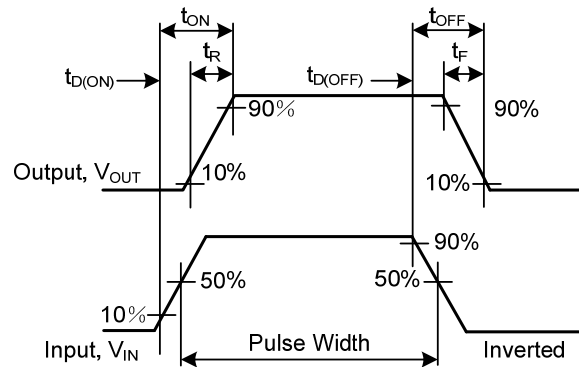 tON tOFF
tR tF
tD(ON) tD(OFF)
90% 90%
Output, VOUT 10% 10%
90%
50% 50%
10%
Input, VIN Pulse Width Inverted